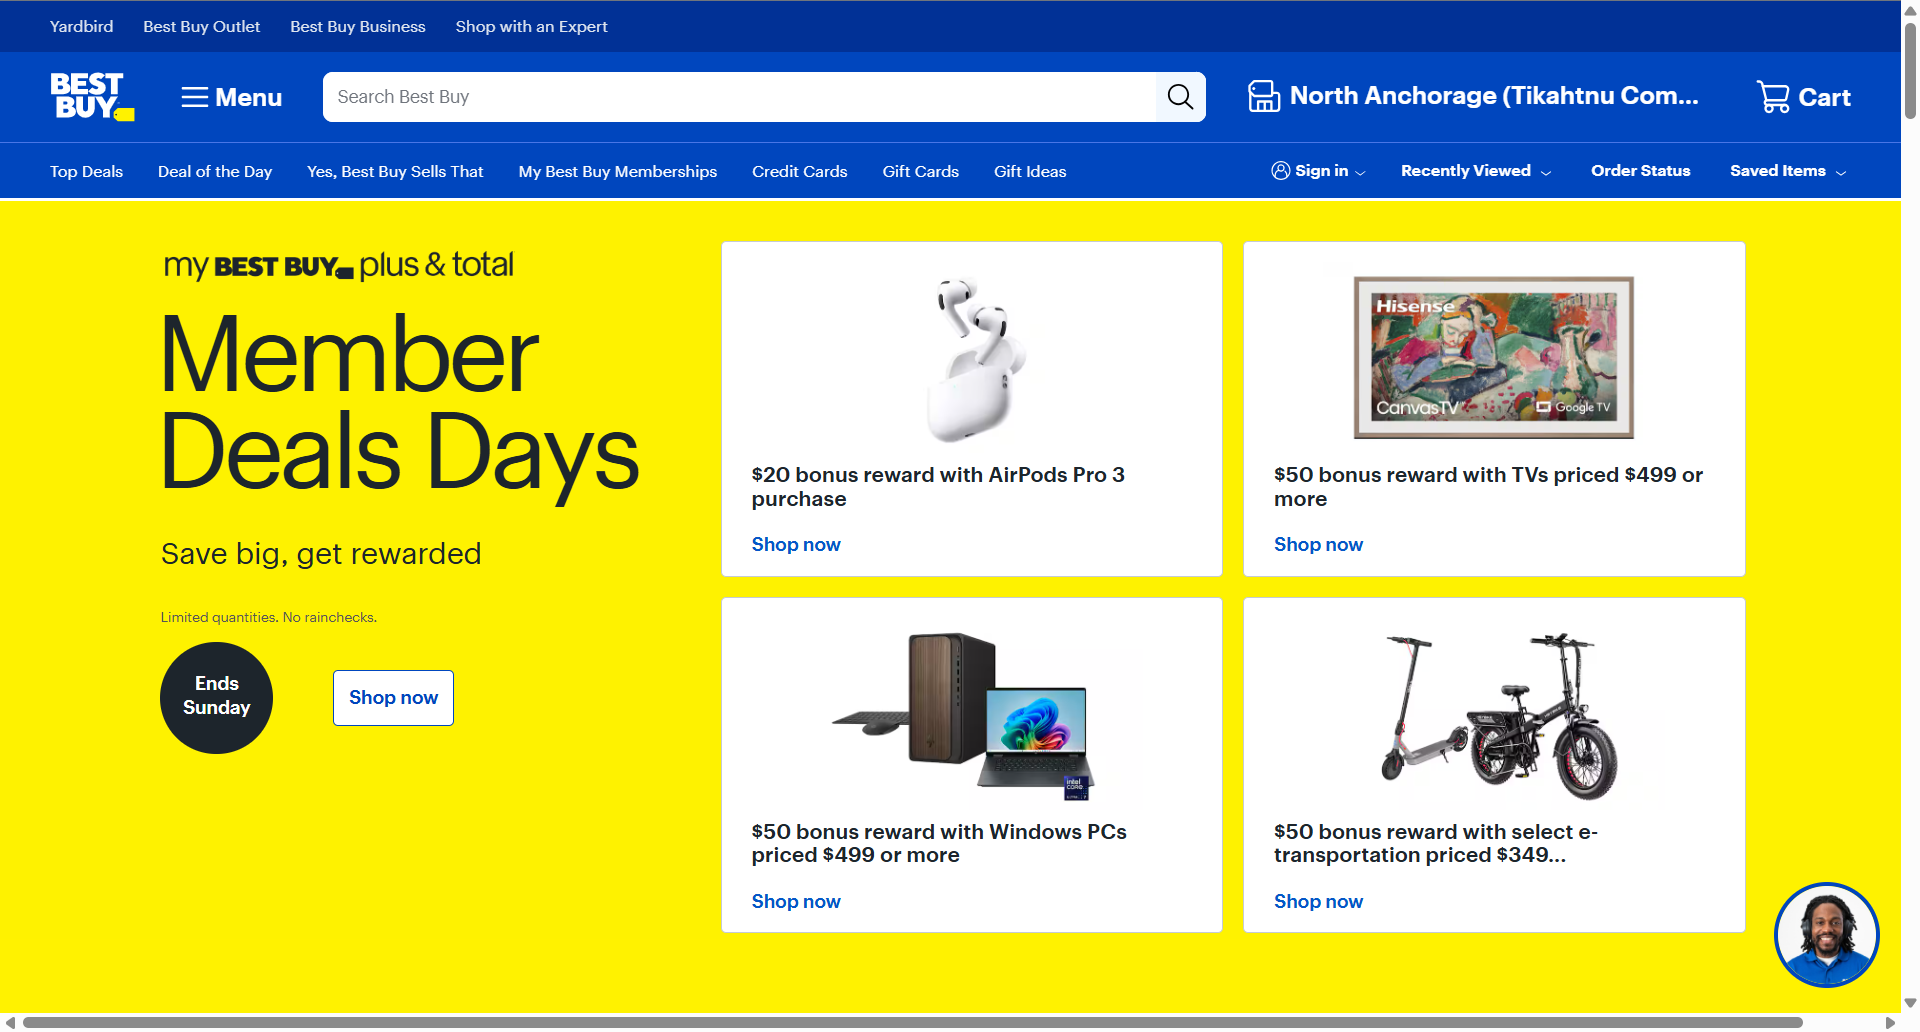 Yardbird
Best Buy Outlet
Best Buy Business
Shop with an Expert
BEST
BUY
Menu
Search Best Buy
North Anchorage (Tikahtnu Com...
Cart
Top Deals
Deal of the Day
Yes, Best Buy Sells That
My Best Buy Memberships
Credit Cards
Gift Cards
Gift Ideas
Sign in
Recently Viewed
Order Status
Saved Items
my BEST BUY plus & total
Member
Deals Days
Save big, get rewarded
Limited quantities. No rainchecks.
Ends
Sunday
Shop now
$20 bonus reward with AirPods Pro 3
purchase
Shop now
Hisense
CanvasTV
Google TV
$50 bonus reward with TVs priced $499 or
more
Shop now
intel
CORE
$50 bonus reward with Windows PCs
priced $499 or more
Shop now
$50 bonus reward with select e-
transportation priced $349...
Shop now